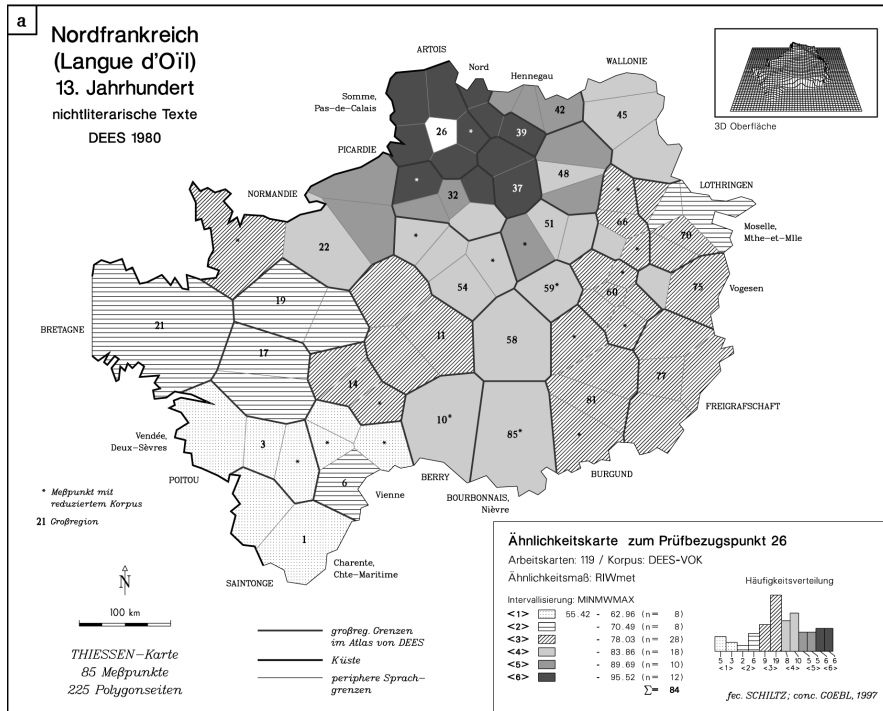 a
Nordfrankreich
(Langue d'Oïl)
13. Jahrhundert
nichtliterarische Texte
DEES 1980
ARTOIS
Nord
Hennegau
WALLONIE
Somme,
Pas-de-Calais
PICARDIE
NORMANDIE
3D Oberfläche
LOTHRINGEN
Moselle,
Mthe-et-Mlle
Vogesen
BRETAGNE
FREIGRAFSCHAFT
Vendée,
Deux-Sèvres
POITOU
BERRY
BOURBONNAIS,
Nièvre
BURGUND
Vienne
Charente,
Chte-Maritime
SAINTONGE
26
*
39
42
45
*
32
37
48
*
66
70
22
*
*
*
51
*
*
54
59*
60
*
75
19
21
17
11
58
*
*
14
*
77
81
*
10*
85*
3
*
*
*
6
1
* Meßpunkt mit
reduziertem Korpus
21 Großregion
N
100 km
THIESSEN-Karte
85 Meßpunkte
225 Polygonseiten
großreg. Grenzen
im Atlas von DEES
Küste
periphere Sprach-
grenzen
Ähnlichkeitskarte zum Prüfbezugspunkt 26
Arbeitskarten: 119 / Korpus: DEES-VOK
Ähnlichkeitsmaß: RIWmet
Intervallisierung: MINMWMAX
<1> 55.42 - 62.96 (n= 8)
<2> - 70.49 (n= 8)
<3> - 78.03 (n= 28)
<4> - 83.86 (n= 18)
<5> - 89.69 (n= 10)
<6> - 95.52 (n= 12)
Σ= 84
Häufigkeitsverteilung
5 3 2 6 9 19 8 10 5 5 6 6
<1> <2> <3> <4> <5> <6>
fec. SCHILTZ; conc. GOEBL, 1997